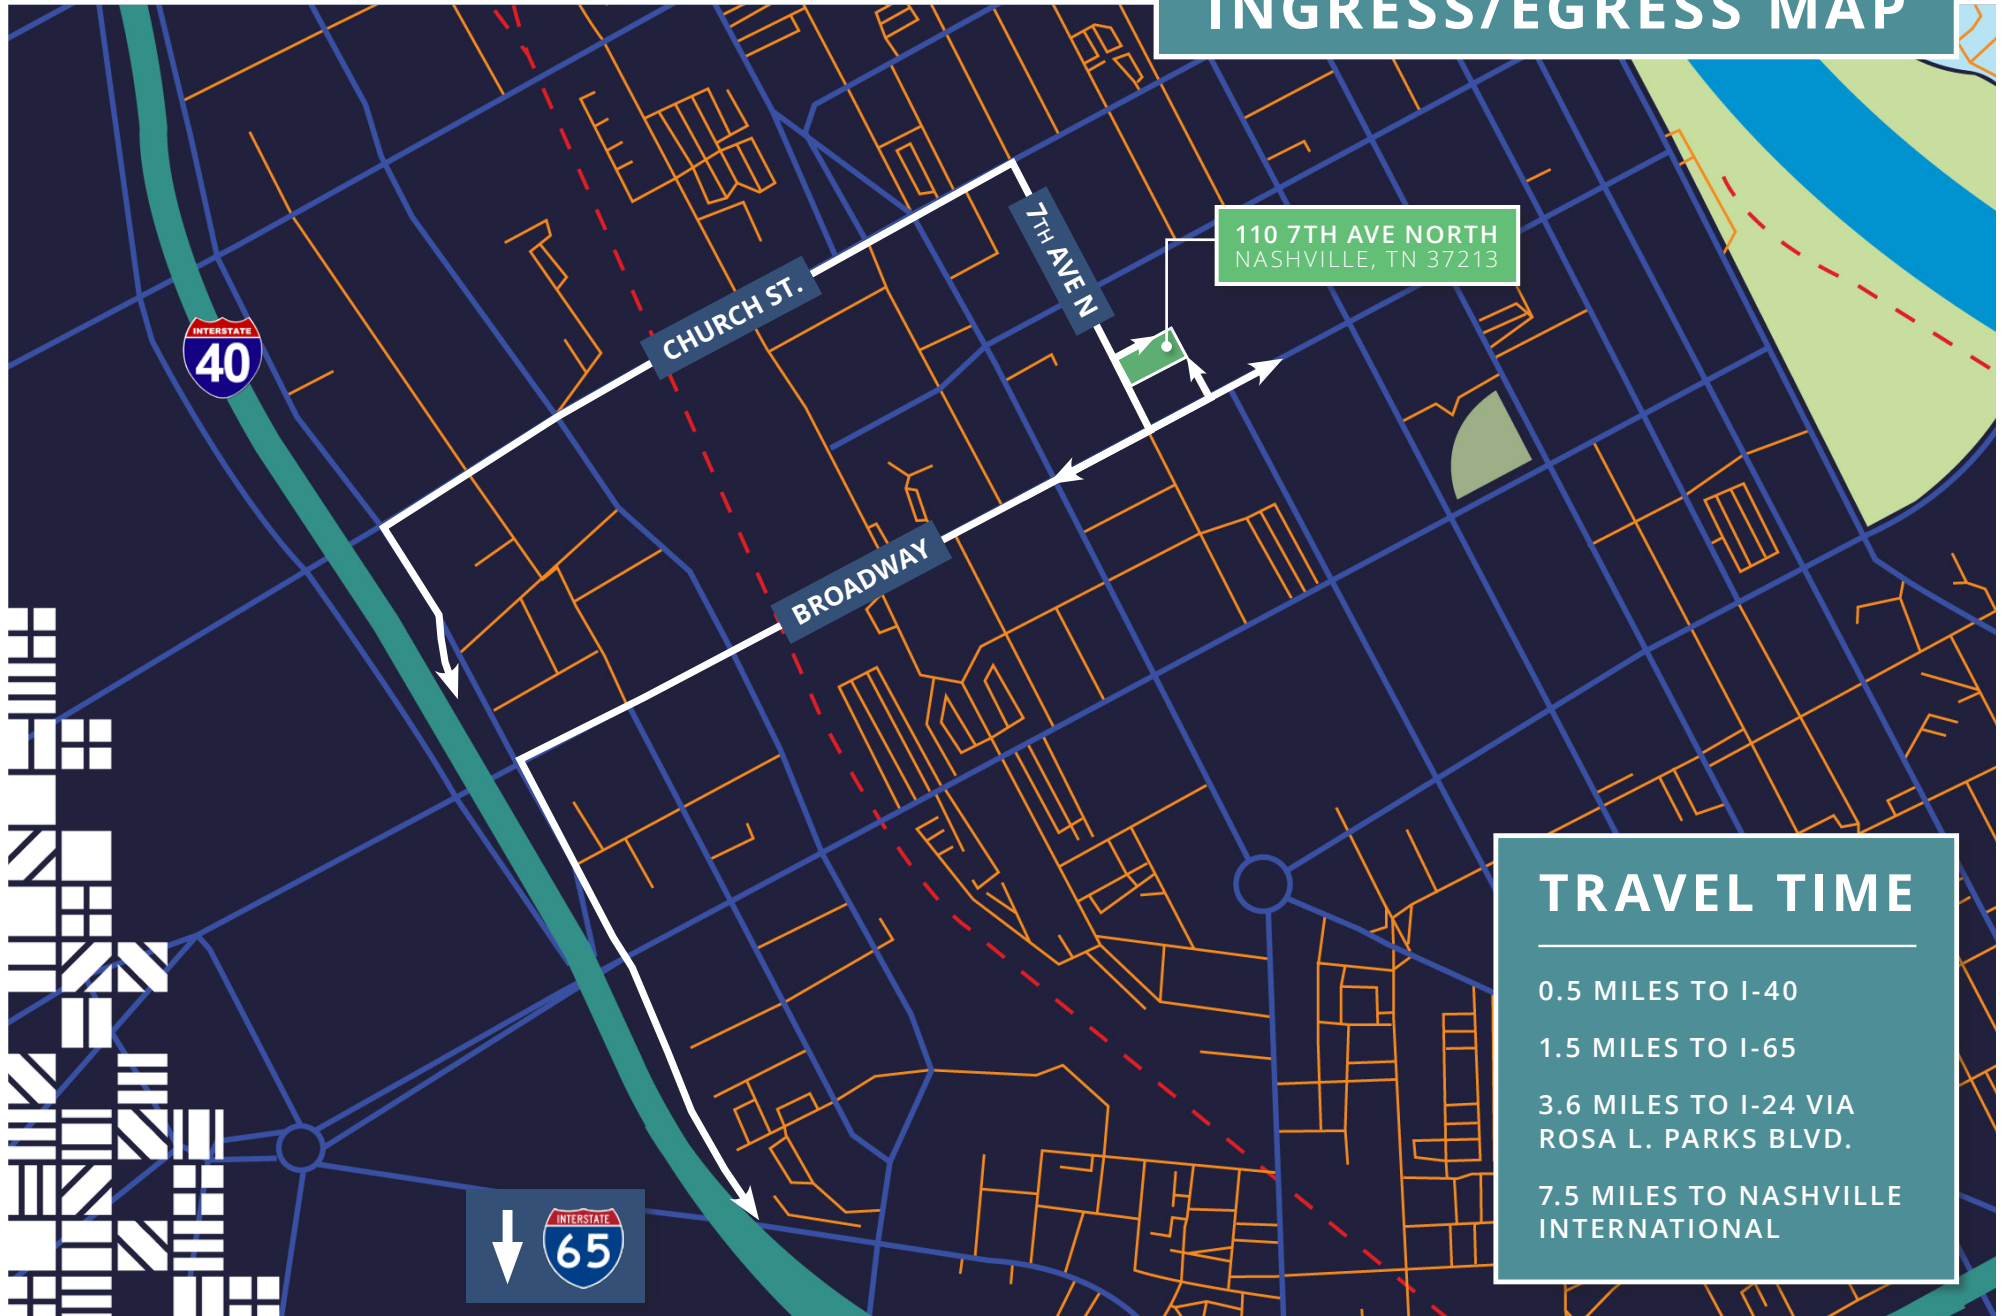 INGRESS/EGRESS MAP
7TH AVE N
110 7TH AVE NORTH
NASHVILLE, TN 37213
CHURCH ST.
INTERSTATE
40
BROADWAY
TRAVEL TIME
0.5 MILES TO I-40
1.5 MILES TO I-65
3.6 MILES TO I-24 VIA
ROSA L. PARKS BLVD.
7.5 MILES TO NASHVILLE
INTERNATIONAL
INTERSTATE
65